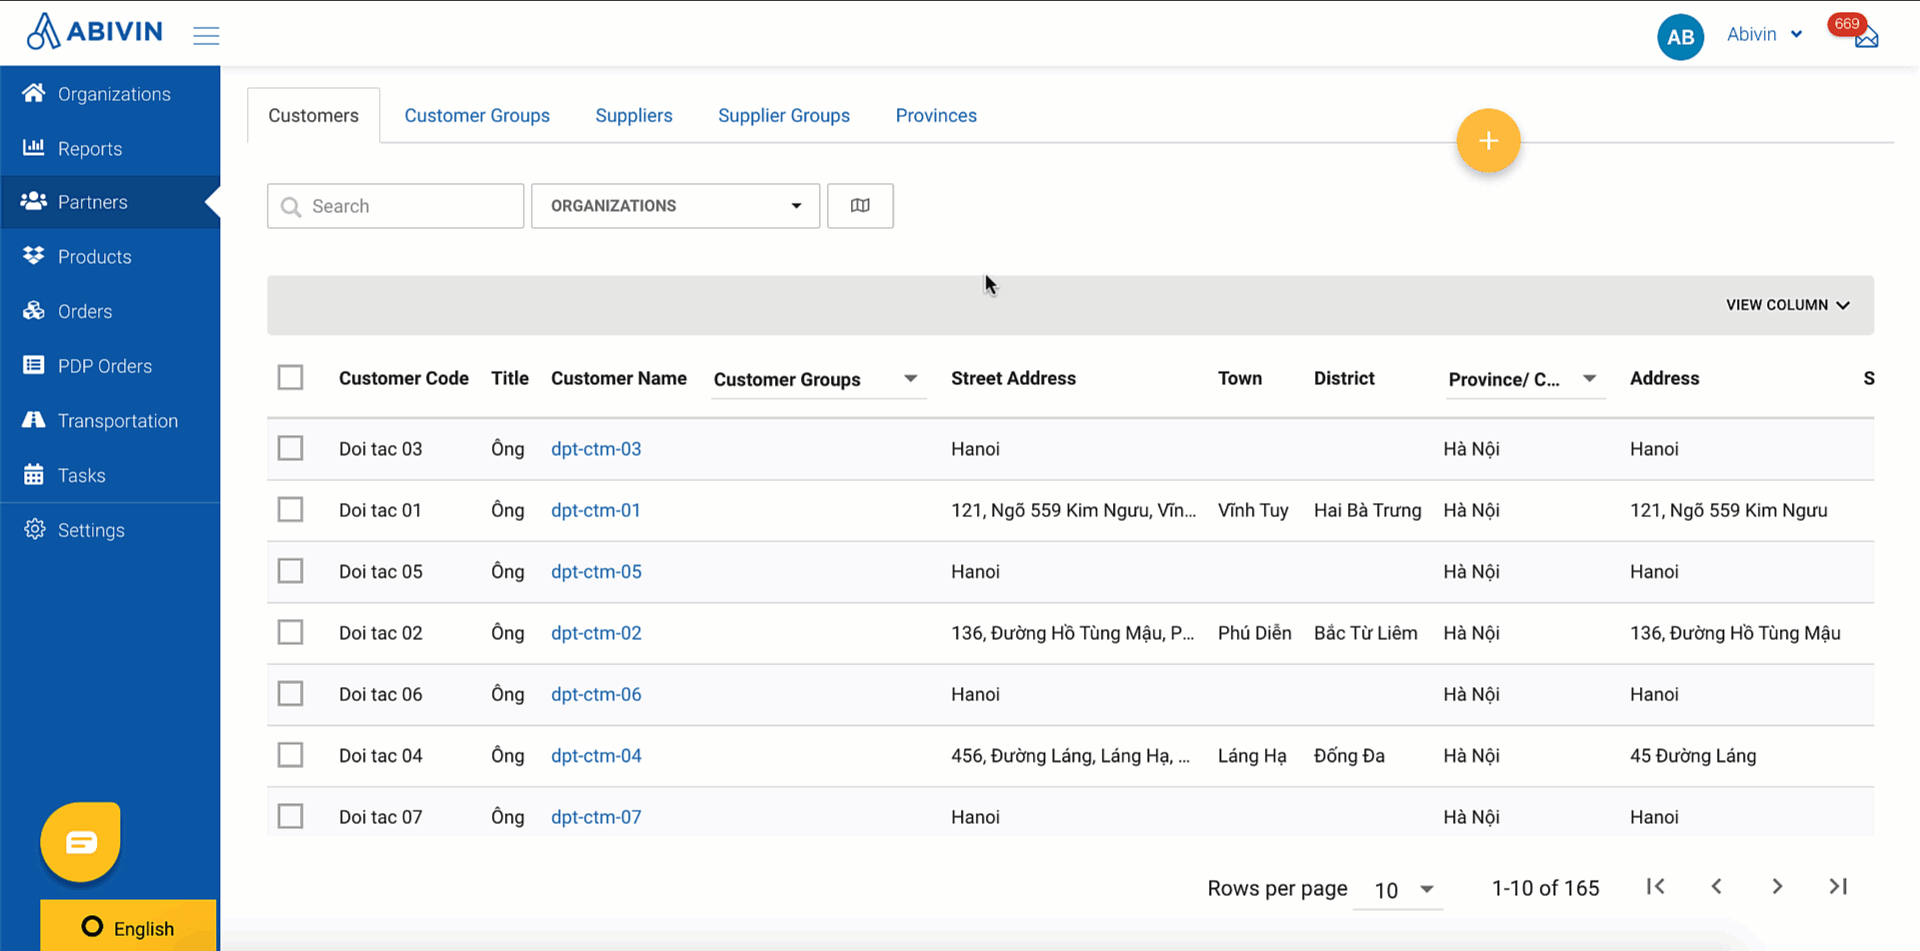 ABIVIN
AB
Abivin
669
Organizations
Reports
Partners
Products
Orders
PDP Orders
Transportation
Tasks
Settings
English
Customers Customer Groups Suppliers Supplier Groups Provinces
+
Search ORGANIZATIONS
VIEW COLUMN
Customer Code Title Customer Name Customer Groups Street Address Town District Province/ C... Address S
Doi tac 03 Ông dpt-ctm-03 Hanoi Hà Nội Hanoi
Doi tac 01 Ông dpt-ctm-01 121, Ngõ 559 Kim Ngưu, Vĩn... Vĩnh Tuy Hai Bà Trưng Hà Nội 121, Ngõ 559 Kim Ngưu
Doi tac 05 Ông dpt-ctm-05 Hanoi Hà Nội Hanoi
Doi tac 02 Ông dpt-ctm-02 136, Đường Hồ Tùng Mậu, P... Phú Diễn Bắc Từ Liêm Hà Nội 136, Đường Hồ Tùng Mậu
Doi tac 06 Ông dpt-ctm-06 Hanoi Hà Nội Hanoi
Doi tac 04 Ông dpt-ctm-04 456, Đường Láng, Láng Hạ, ... Láng Hạ Đống Đa Hà Nội 45 Đường Láng
Doi tac 07 Ông dpt-ctm-07 Hanoi Hà Nội Hanoi
Rows per page 10 1-10 of 165